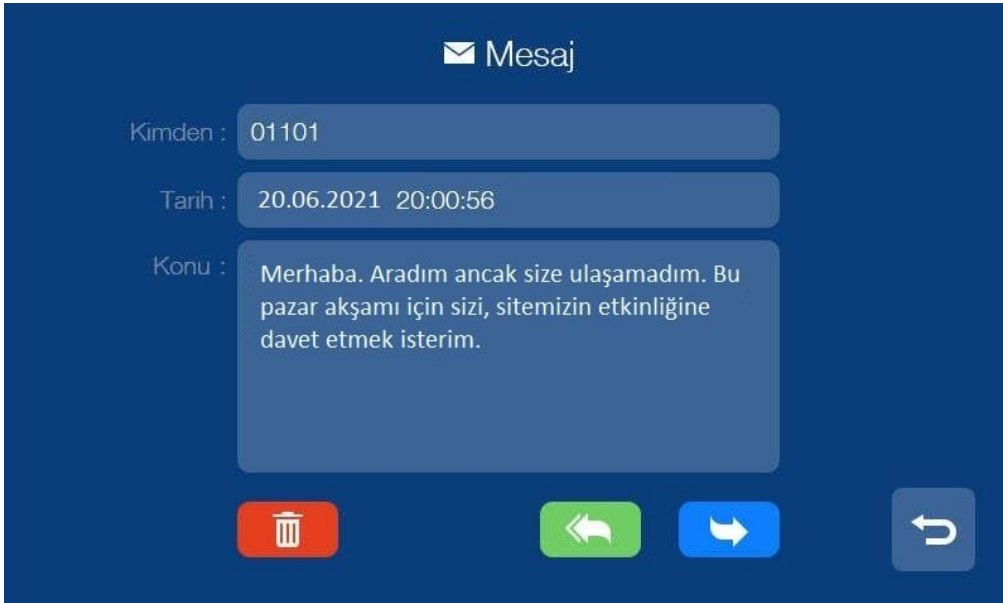 Mesaj
Kimden : 01101
Tarih : 20.06.2021 20:00:56
Konu : Merhaba. Aradım ancak size ulaşamadım. Bu
pazar akşamı için sizi, sitemizin etkinliğine
davet etmek isterim.